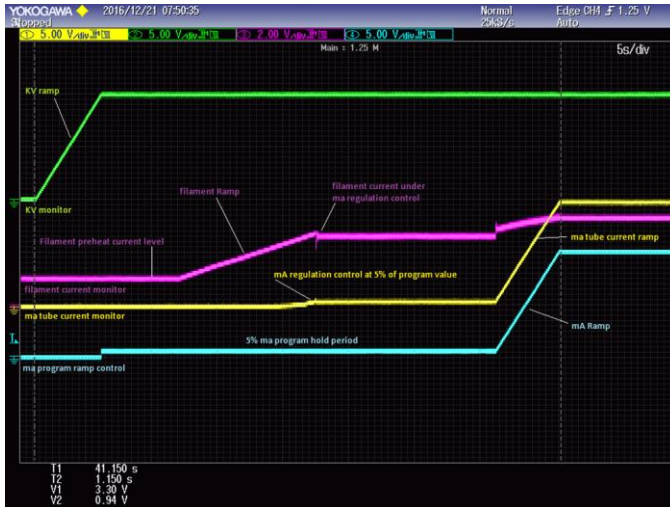 YOKOGAWA 2016/12/21 07:50:35 Normal Edge CH4 1.25 V
Stopped 25kS/s Auto
1 5.00 V/div 2 5.00 V/div 3 2.00 V/div 4 5.00 V/div
Main : 1.25 M 5s/div
KV ramp
filament Ramp
filament current under
ma regulation control
KV monitor
Filament preheat current level
ma tube current ramp
mA regulation control at 5% of program value
filament current monitor
ma tube current monitor
mA Ramp
5% ma program hold period
ma program ramp control
T1 41.150 s
T2 1.150 s
V1 3.30 V
V2 0.94 V